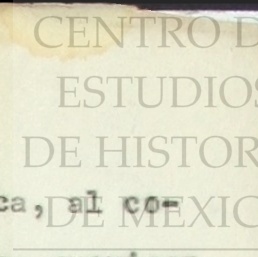 CENTRO D
ESTUDIOS
DE HISTOR
ca, al co-
DE MEXIC